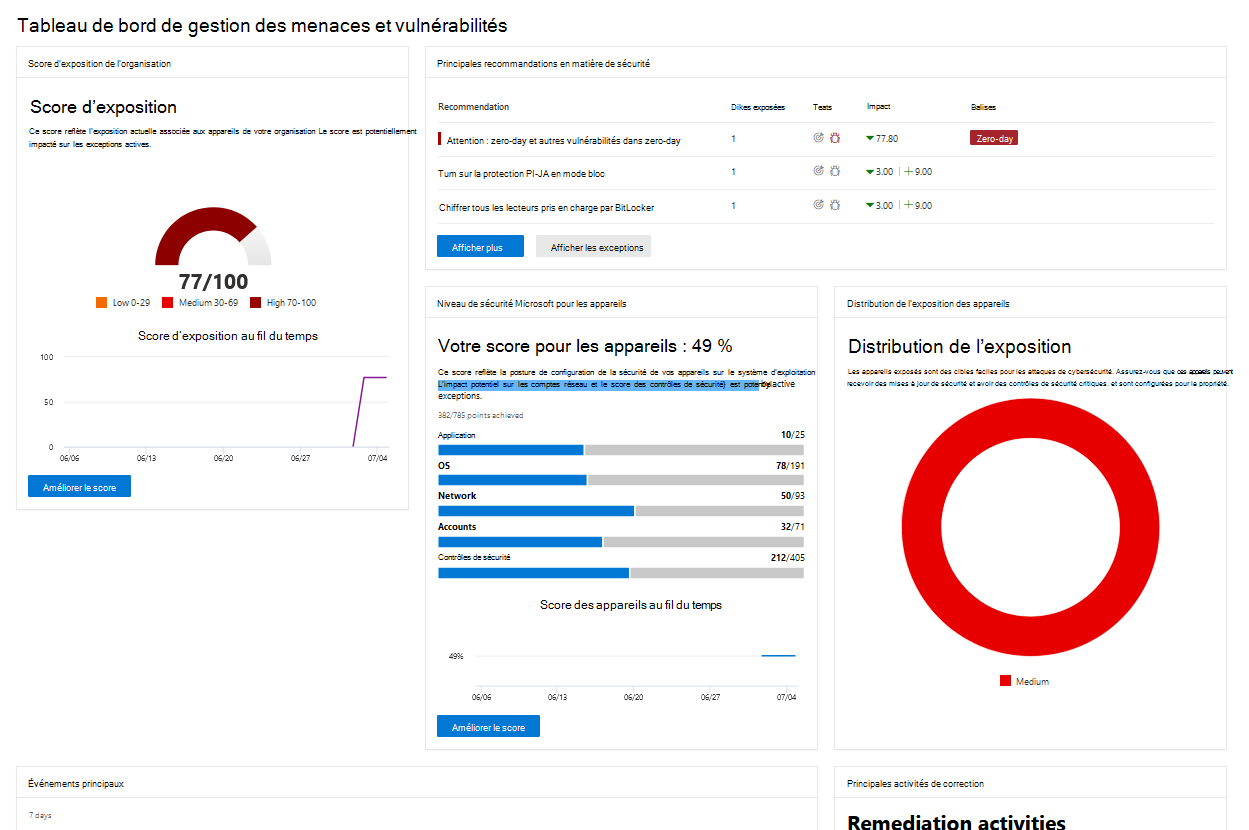 Tableau de bord de gestion des menaces et vulnérabilités
Score d'exposition de l'organisation
Score d'exposition
Ce score reflète l'exposition actuelle associée aux appareils de votre organisation Le score est potentiellement
impacté sur les exceptions actives.
77/100
Low 0-29 Medium 30-69 High 70-100
Score d'exposition au fil du temps
100
50
0
06/06 06/13 06/20 06/27 07/04
Améliorer le score
Principales recommandations en matière de sécurité
Recommendation Dikes exposées Teats Impact Balises
Attention : zero-day et autres vulnérabilités dans zero-day 1 77.80 Zero-day
Tum sur la protection PI-JA en mode bloc 1 3.00 | + 9.00
Chiffrer tous les lecteurs pris en charge par BitLocker 1 3.00 | + 9.00
Afficher plus Afficher les exceptions
Niveau de sécurité Microsoft pour les appareils
Votre score pour les appareils : 49 %
Ce score reflète la posture de configuration de la sécurité de vos appareils sur le système d'exploitation
L'impact potentiel sur les comptes réseau et le score des contrôles de sécurité) est active
exceptions.
382/785 points achieved
Application 10/25
OS 78/191
Network 50/93
Accounts 32/71
Contrôles de sécurité 212/405
Score des appareils au fil du temps
49%
06/06 06/13 06/20 06/27 07/04
Améliorer le score
Distribution de l'exposition des appareils
Distribution de l'exposition
Les appareils exposés sont des cibles faciles pour les attaques de cybersécurité. Assurez-vous que ces appareils peuvent
recevoir des mises à jour de sécurité et avoir des contrôles de sécurité critiques. et sont configurées pour la propriété.
Medium
Événements principaux
7 days
Principales activités de correction
Remediation activities